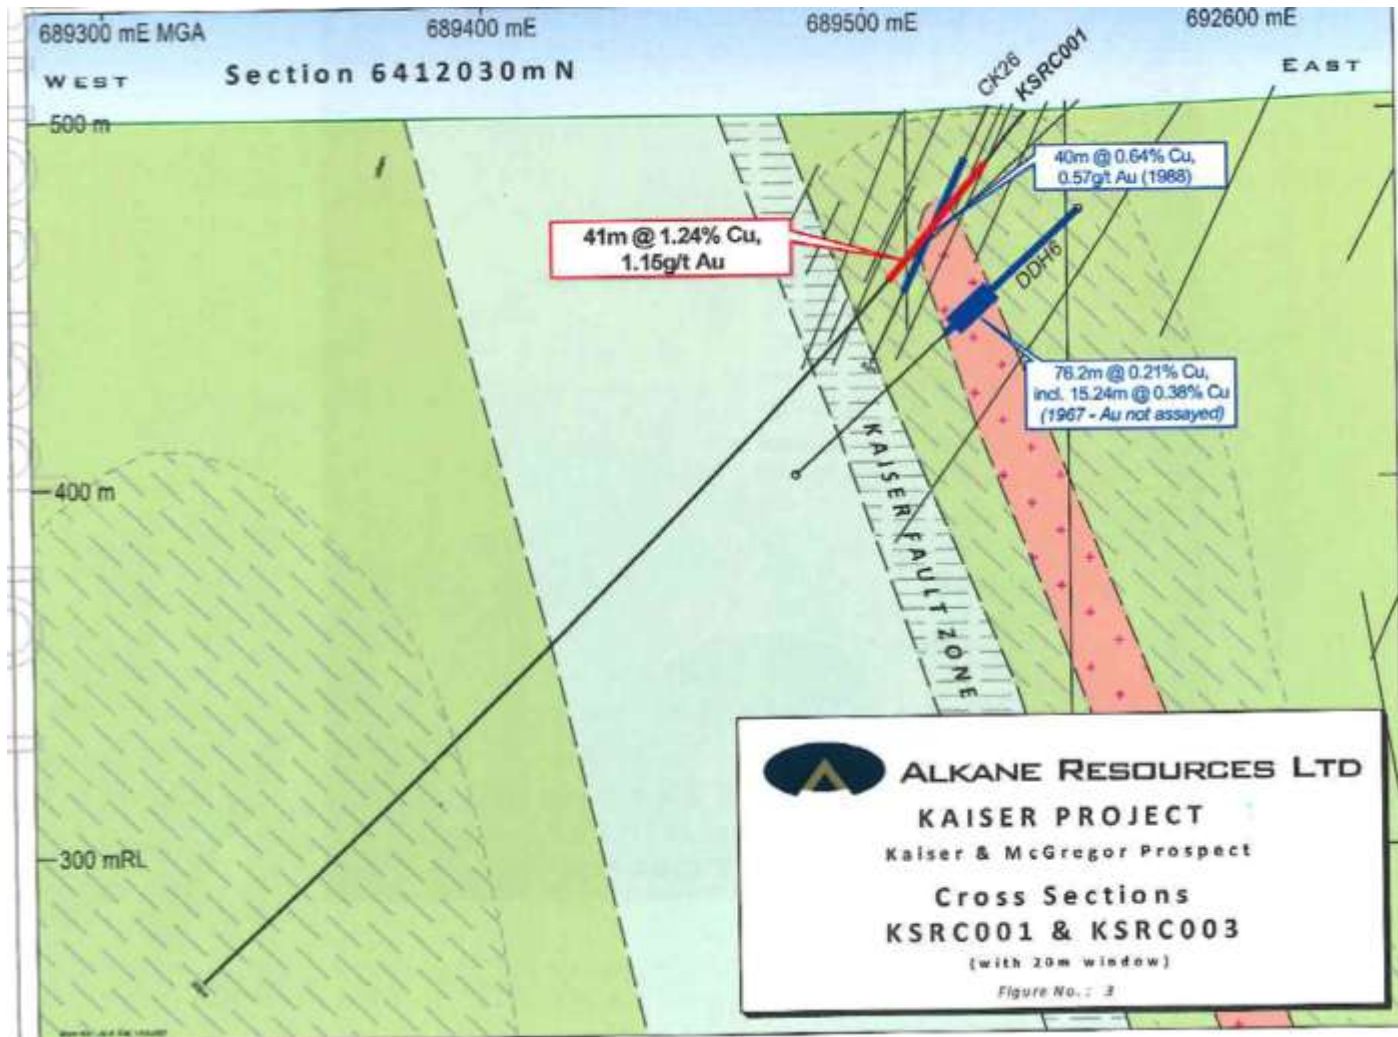 689300 mE MGA
689400 mE
689500 mE
692600 mE
WEST
Section 6412030m N
EAST
CK26
KSRC001
500 m
40m @ 0.64% Cu,
0.57g/t Au (1988)
41m @ 1.24% Cu,
1.15g/t Au
DDH6
76.2m @ 0.21% Cu,
incl. 15.24m @ 0.38% Cu
(1967 - Au not assayed)
KAISER FAULT ZONE
400 m
300 mRL
ALKANE RESOURCES LTD
KAISER PROJECT
Kaiser & McGregor Prospect
Cross Sections
KSRC001 & KSRC003
(with 20m window)
Figure No.: 3